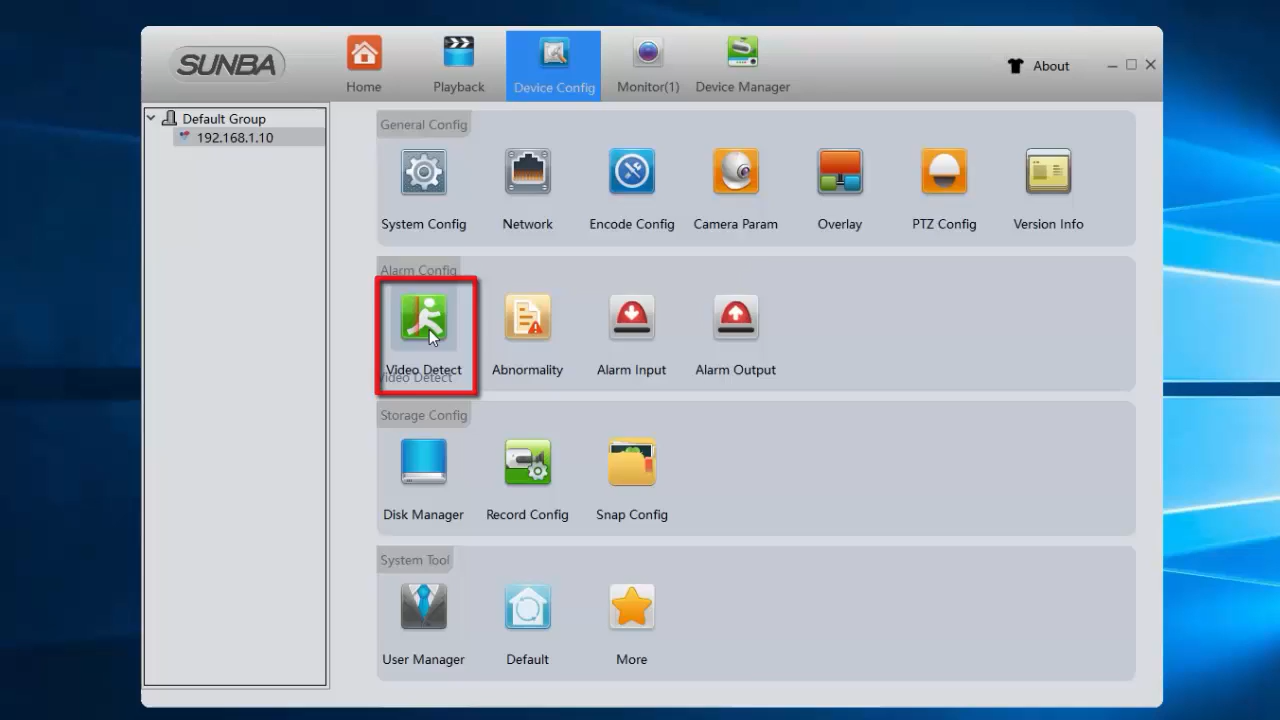 SUNBA
Home
Playback
Device Config
Monitor(1)
Device Manager
About
Default Group
192.168.1.10
General Config
System Config
Network
Encode Config
Camera Param
Overlay
PTZ Config
Version Info
Alarm Config
Video Detect
Abnormality
Alarm Input
Alarm Output
Video Detect
Storage Config
Disk Manager
Record Config
Snap Config
System Tool
User Manager
Default
More